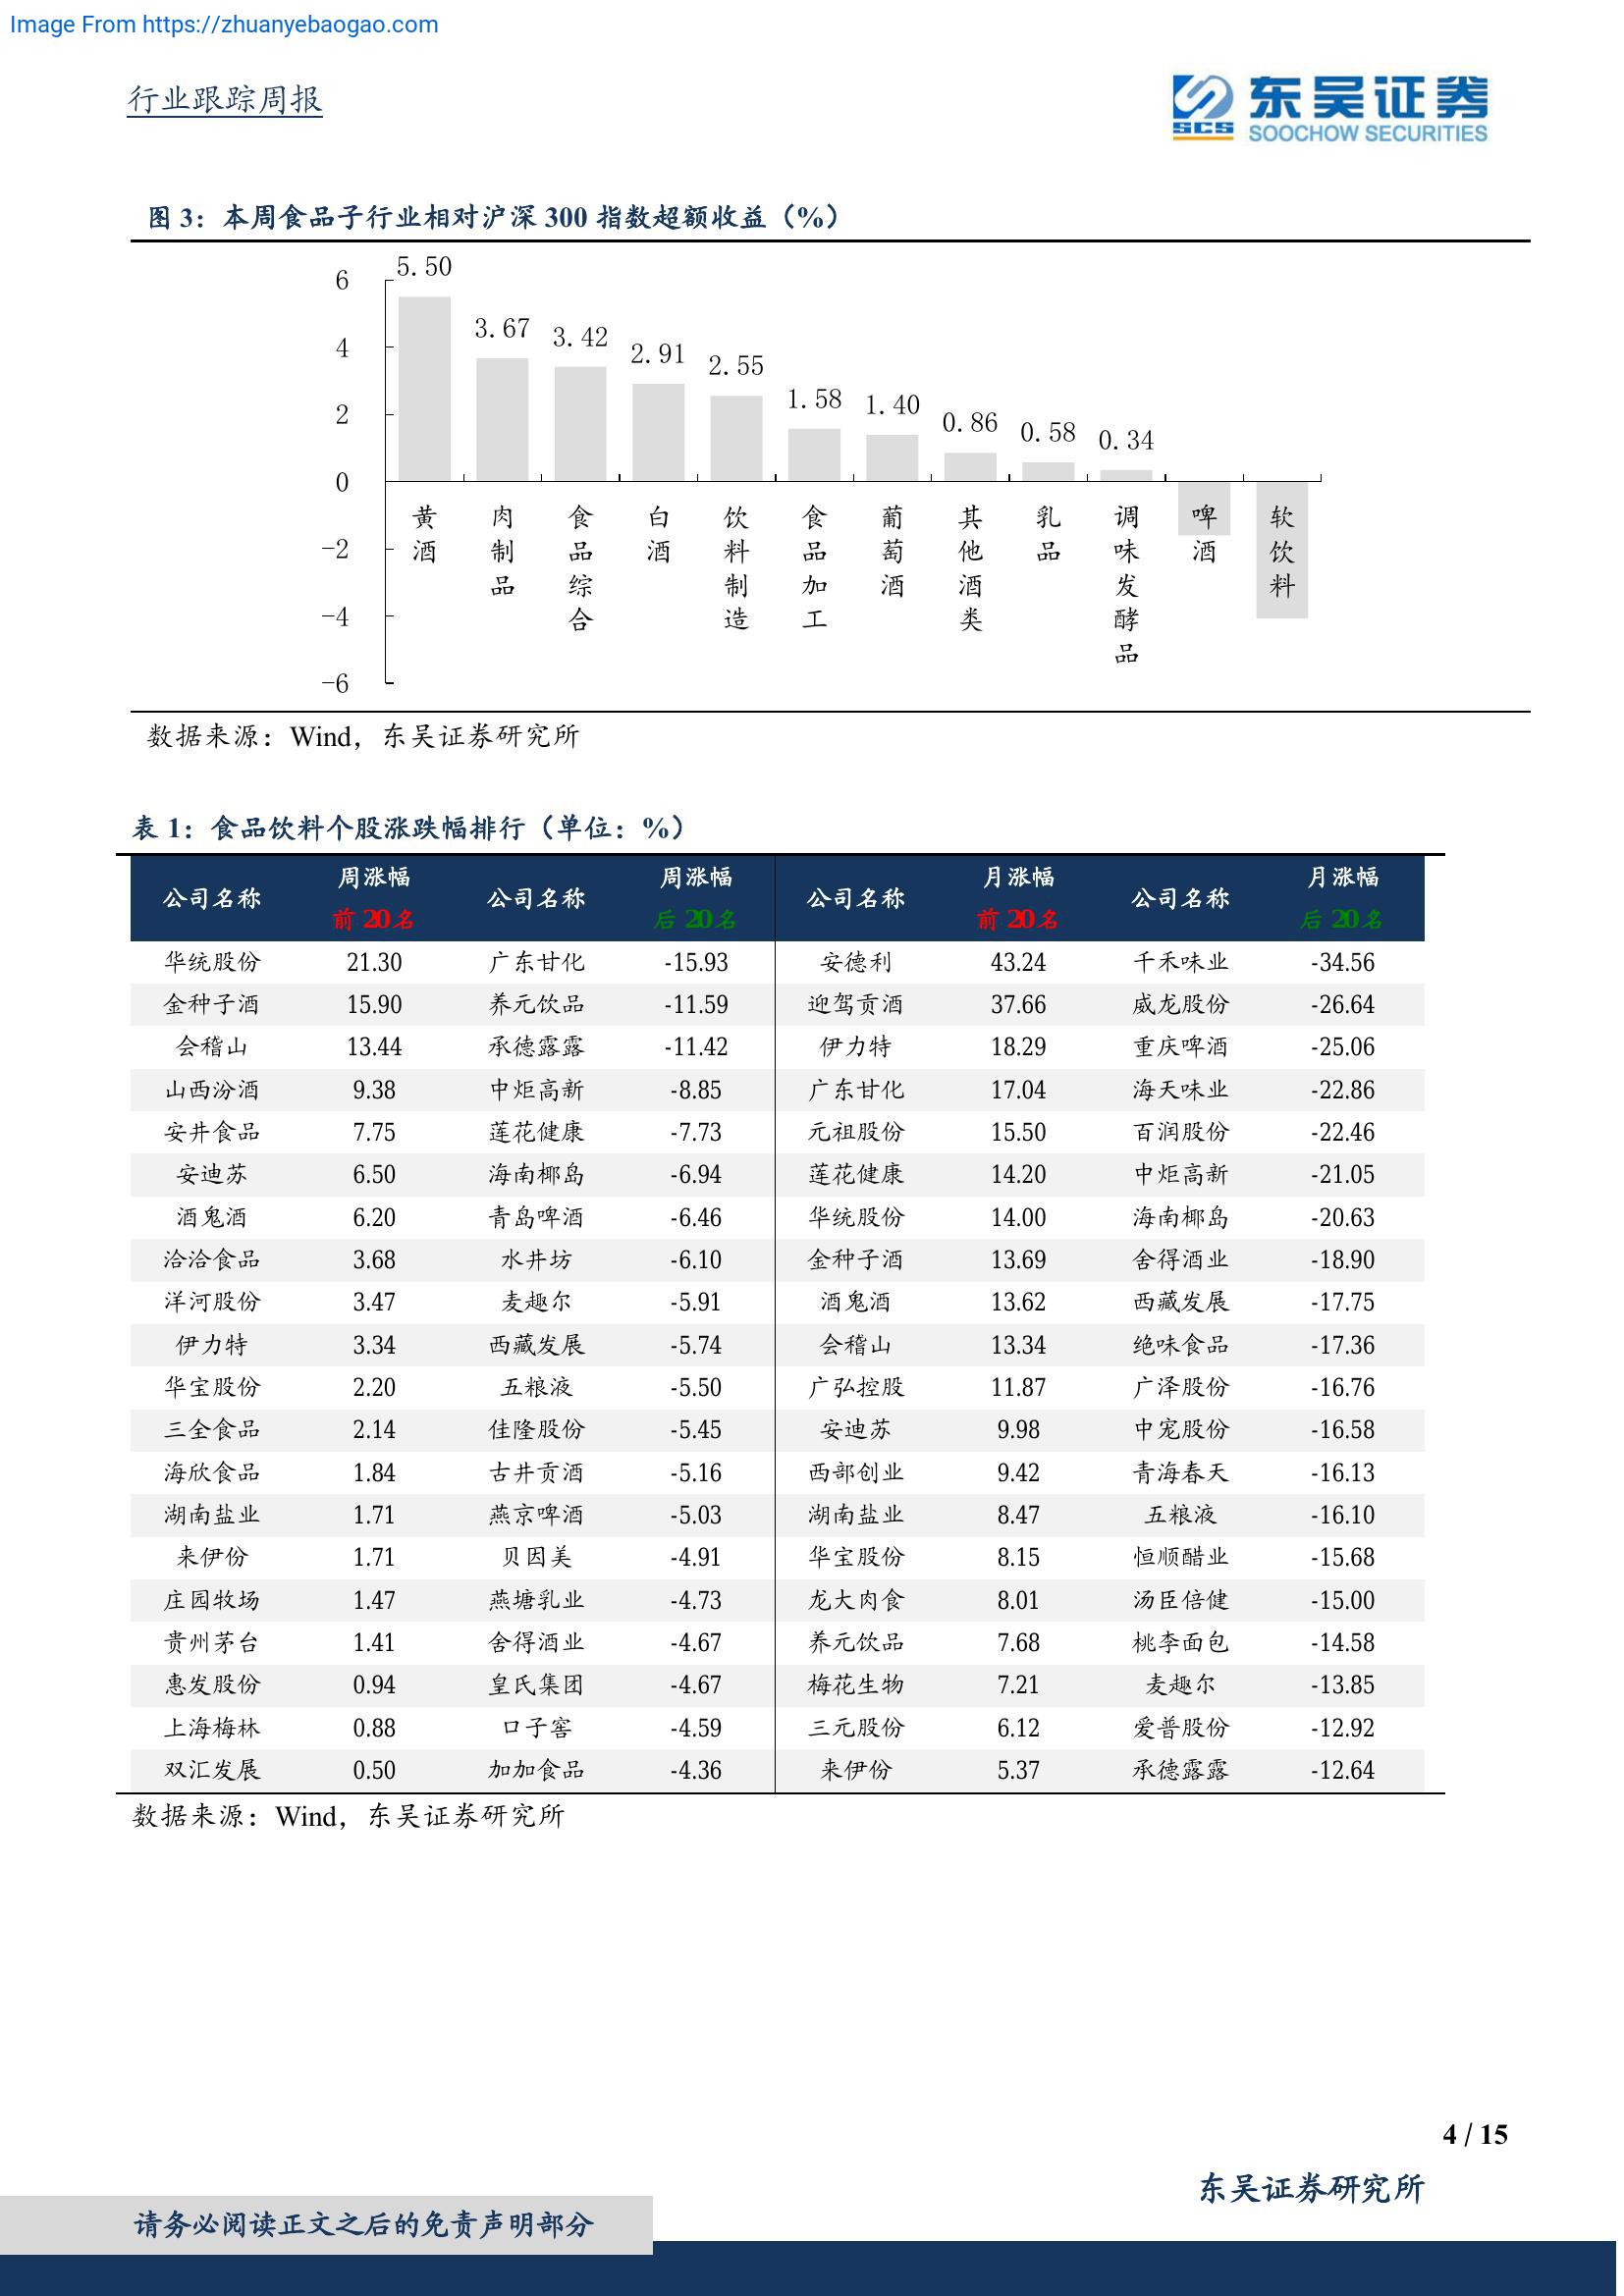 Image From https://zhuanyebaogao.com
行业跟踪周报
东吴证券
SCS
SOOCHOW SECURITIES
图 3：本周食品子行业相对沪深 300 指数超额收益（%）
5.50 3.67 3.42 2.91 2.55 1.58 1.40 0.86 0.58 0.34
6
4
2
0
-2
-4
-6
黄酒 肉制品 食品综合 白酒 饮料制造 食品加工 葡萄酒 其他酒类 乳品 调味发酵品 啤酒 软饮料
数据来源：Wind，东吴证券研究所
表 1：食品饮料个股涨跌幅排行（单位：%）
公司名称 周涨幅 前 20名 公司名称 周涨幅 后 20名 公司名称 月涨幅 前 20名 公司名称 月涨幅 后 20名
华统股份 21.30 广东甘化 -15.93 安德利 43.24 千禾味业 -34.56
金种子酒 15.90 养元饮品 -11.59 迎驾贡酒 37.66 威龙股份 -26.64
会稽山 13.44 承德露露 -11.42 伊力特 18.29 重庆啤酒 -25.06
山西汾酒 9.38 中炬高新 -8.85 广东甘化 17.04 海天味业 -22.86
安井食品 7.75 莲花健康 -7.73 元祖股份 15.50 百润股份 -22.46
安迪苏 6.50 海南椰岛 -6.94 莲花健康 14.20 中炬高新 -21.05
酒鬼酒 6.20 青岛啤酒 -6.46 华统股份 14.00 海南椰岛 -20.63
洽洽食品 3.68 水井坊 -6.10 金种子酒 13.69 舍得酒业 -18.90
洋河股份 3.47 麦趣尔 -5.91 酒鬼酒 13.62 西藏发展 -17.75
伊力特 3.34 西藏发展 -5.74 会稽山 13.34 绝味食品 -17.36
华宝股份 2.20 五粮液 -5.50 广弘控股 11.87 广泽股份 -16.76
三全食品 2.14 佳隆股份 -5.45 安迪苏 9.98 中宠股份 -16.58
海欣食品 1.84 古井贡酒 -5.16 西部创业 9.42 青海春天 -16.13
湖南盐业 1.71 燕京啤酒 -5.03 湖南盐业 8.47 五粮液 -16.10
来伊份 1.71 贝因美 -4.91 华宝股份 8.15 恒顺醋业 -15.68
庄园牧场 1.47 燕塘乳业 -4.73 龙大肉食 8.01 汤臣倍健 -15.00
贵州茅台 1.41 舍得酒业 -4.67 养元饮品 7.68 桃李面包 -14.58
惠发股份 0.94 皇氏集团 -4.67 梅花生物 7.21 麦趣尔 -13.85
上海梅林 0.88 口子窖 -4.59 三元股份 6.12 爱普股份 -12.92
双汇发展 0.50 加加食品 -4.36 来伊份 5.37 承德露露 -12.64
数据来源：Wind，东吴证券研究所
4 / 15
东吴证券研究所
请务必阅读正文之后的免责声明部分